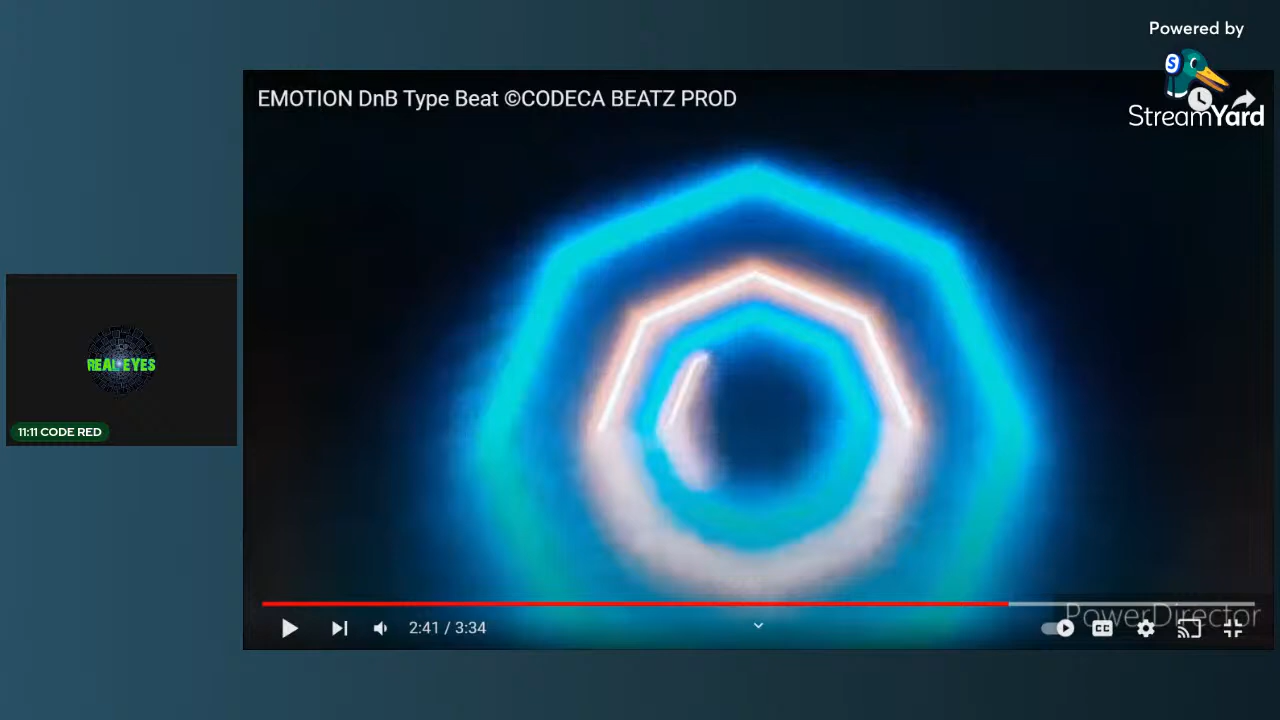 Powered by
StreamYard
EMOTION DnB Type Beat ©CODECA BEATZ PROD
REAL EYES
11:11 CODE RED
PowerDirector
2:41 / 3:34
CC